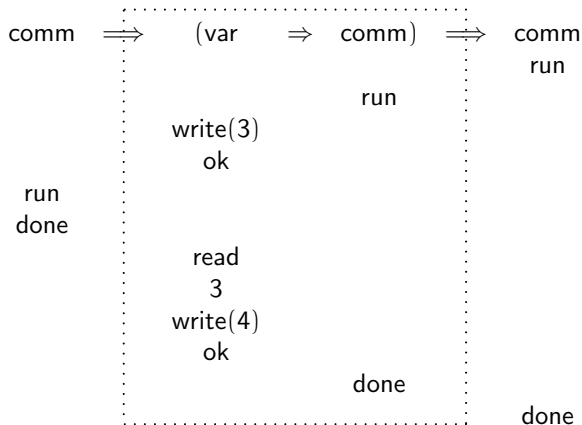 comm ⟹ (var ⇒ comm) ⟹ comm
run
run
write(3)
ok
run
done
read
3
write(4)
ok
done
done